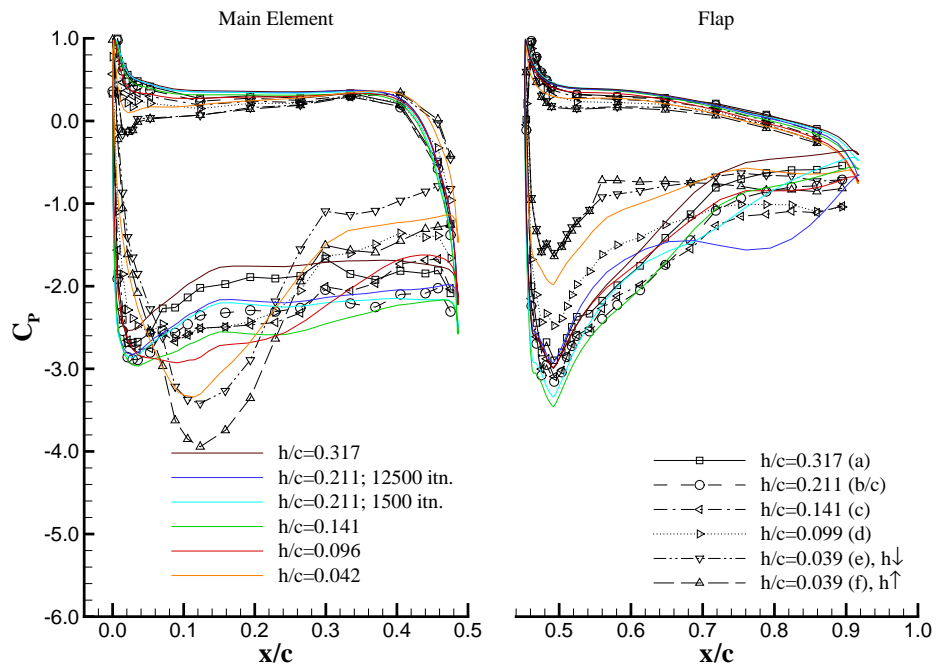 Main Element
Flap
1.0
0.0
-1.0
-2.0
-3.0
-4.0
-5.0
-6.0
C_P
h/c=0.317
h/c=0.211; 12500 itn.
h/c=0.211; 1500 itn.
h/c=0.141
h/c=0.096
h/c=0.042
h/c=0.317 (a)
h/c=0.211 (b/c)
h/c=0.141 (c)
h/c=0.099 (d)
h/c=0.039 (e), h↓
h/c=0.039 (f), h↑
0.0 0.1 0.2 0.3 0.4 0.5
0.5 0.6 0.7 0.8 0.9 1.0
x/c
x/c